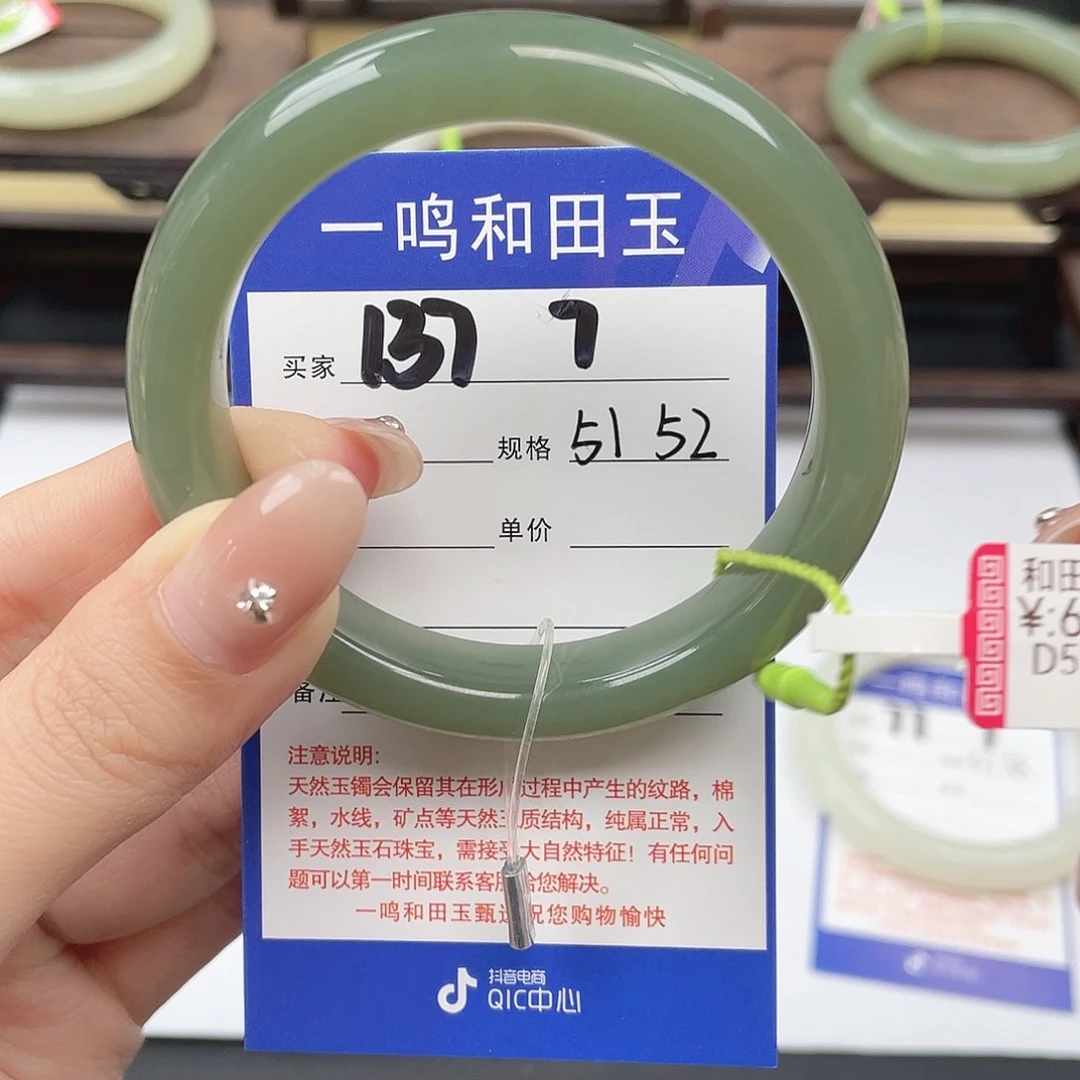 一鸣和田玉
买家 137 7
规格 51 52
单价
备注
注意说明:
天然玉镯会保留其在形 过程中产生的纹路，棉
絮，水线，矿点等天然 质结构，纯属正常，入
手天然玉石珠宝，需接 大自然特征！有任何问
题可以第一时间联系客 给您解决。
一鸣和田玉甄选祝您购物愉快
抖音电商
QIC中心
和田
¥:6
D5